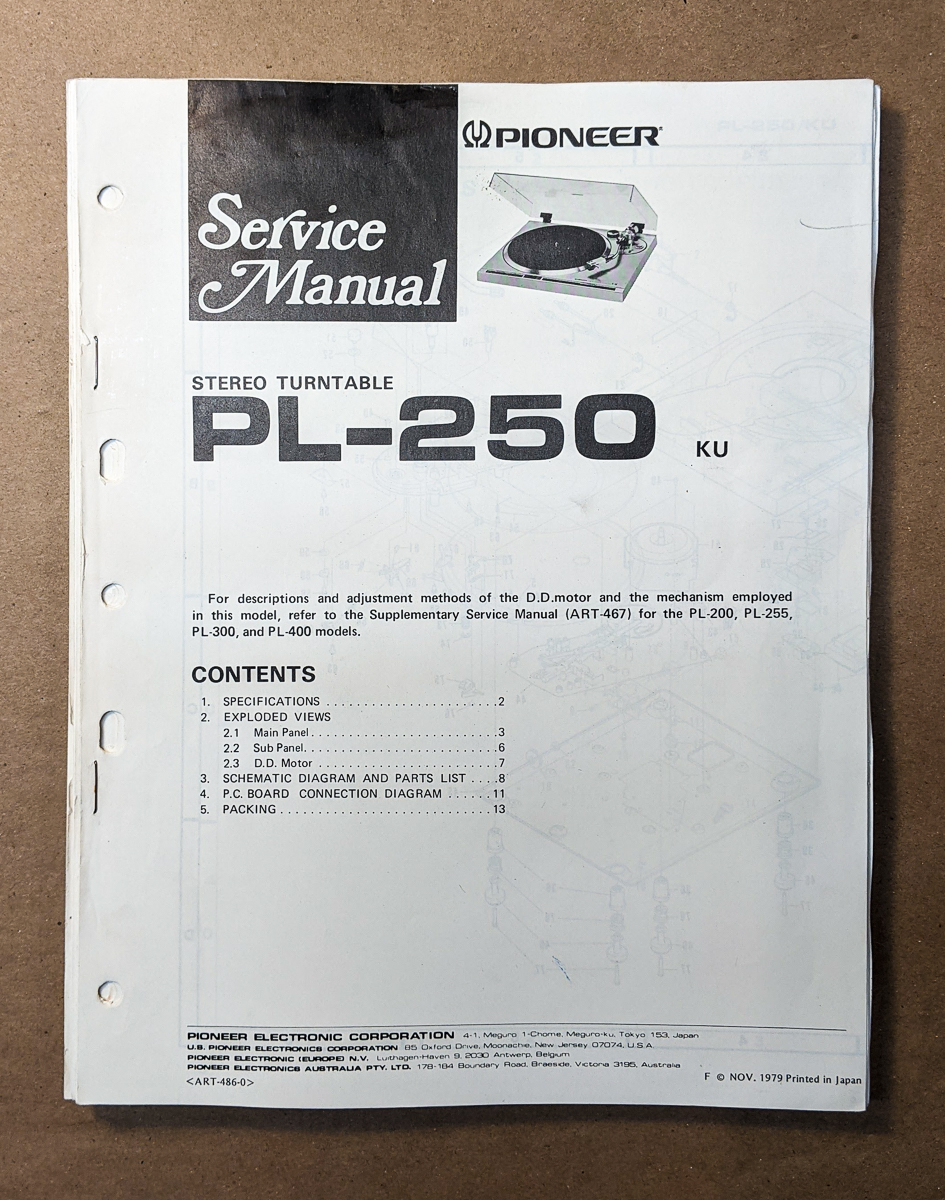 PIONEER®
Service
Manual
STEREO TURNTABLE
PL-250 KU
For descriptions and adjustment methods of the D.D.motor and the mechanism employed
in this model, refer to the Supplementary Service Manual (ART-467) for the PL-200, PL-255,
PL-300, and PL-400 models.
CONTENTS
1. SPECIFICATIONS . . . . . . . . . . . . . . . . . . . . . . . 2
2. EXPLODED VIEWS
2.1 Main Panel . . . . . . . . . . . . . . . . . . . . . . . . . 3
2.2 Sub Panel. . . . . . . . . . . . . . . . . . . . . . . . . . 6
2.3 D.D. Motor . . . . . . . . . . . . . . . . . . . . . . . . 7
3. SCHEMATIC DIAGRAM AND PARTS LIST . . . . 8
4. P.C. BOARD CONNECTION DIAGRAM . . . . . . 11
5. PACKING . . . . . . . . . . . . . . . . . . . . . . . . . . . . 13
PIONEER ELECTRONIC CORPORATION 4-1, Meguro 1-Chome, Meguro-ku, Tokyo 153, Japan
U.S. PIONEER ELECTRONICS CORPORATION 85 Oxford Drive, Moonachie, New Jersey 07074, U.S.A.
PIONEER ELECTRONIC (EUROPE) N.V. Luithagen-Haven 9, 2030 Antwerp, Belgium
PIONEER ELECTRONICS AUSTRALIA PTY. LTD. 178-184 Boundary Road, Braeside, Victoria 3195, Australia
<ART-486-0>
F © NOV. 1979 Printed in Japan